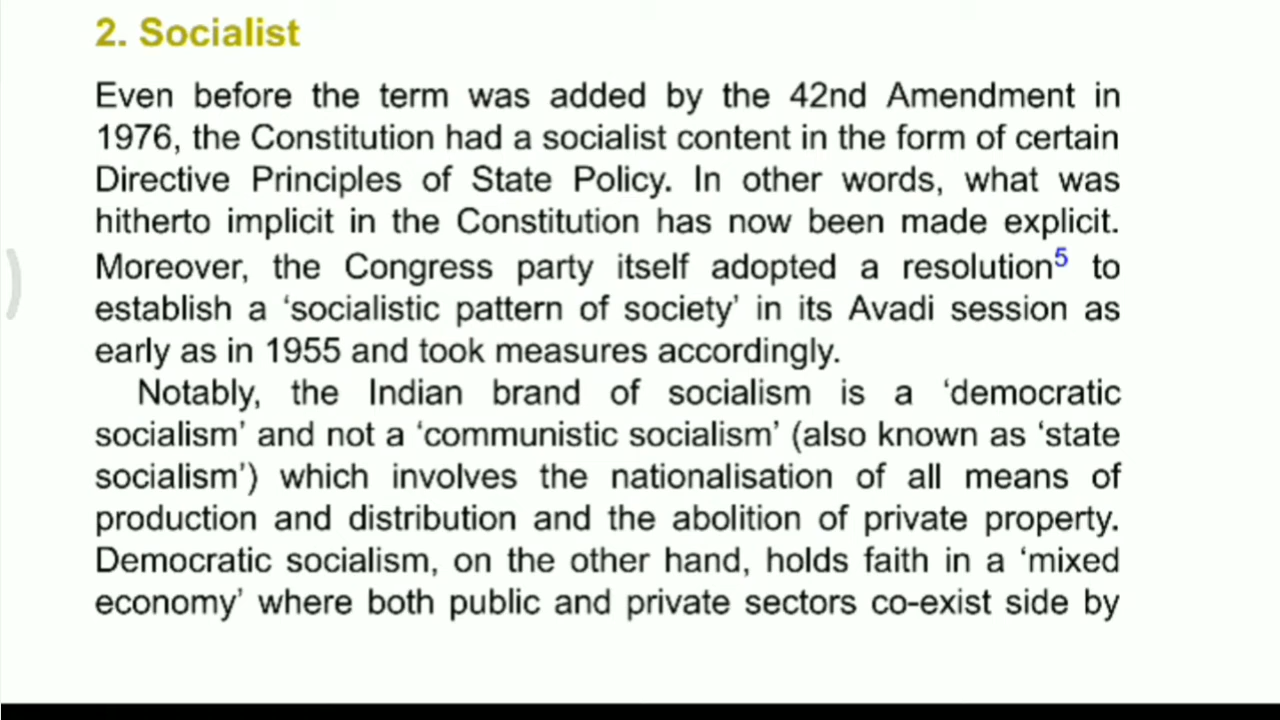 2. Socialist
Even before the term was added by the 42nd Amendment in
1976, the Constitution had a socialist content in the form of certain
Directive Principles of State Policy. In other words, what was
hitherto implicit in the Constitution has now been made explicit.
Moreover, the Congress party itself adopted a resolution5 to
establish a ‘socialistic pattern of society’ in its Avadi session as
early as in 1955 and took measures accordingly.
Notably, the Indian brand of socialism is a ‘democratic
socialism’ and not a ‘communistic socialism’ (also known as ‘state
socialism’) which involves the nationalisation of all means of
production and distribution and the abolition of private property.
Democratic socialism, on the other hand, holds faith in a ‘mixed
economy’ where both public and private sectors co-exist side by